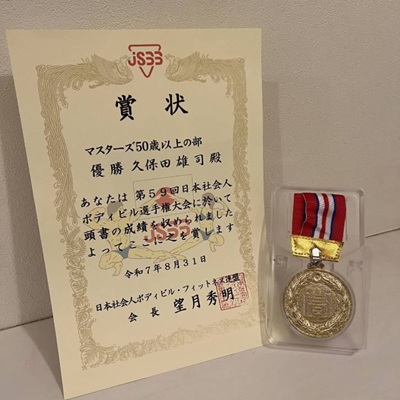 JSBB
賞状
マスターズ50歳以上の部
優勝 久保田雄司殿
あなたは第59回日本社会人
ボディビル選手権大会に於いて
頭書の成績を収められました
よってここに之を賞します
令和7年8月31日
日本社会人ボディビル・フィットネス連盟
会長 望月秀明